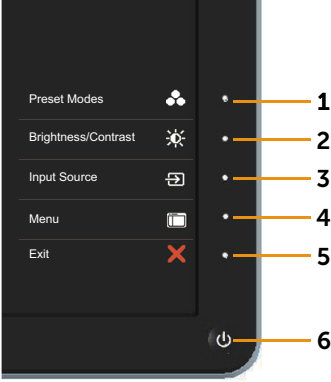 Preset Modes 1
Brightness/Contrast 2
Input Source 3
Menu 4
Exit 5
6